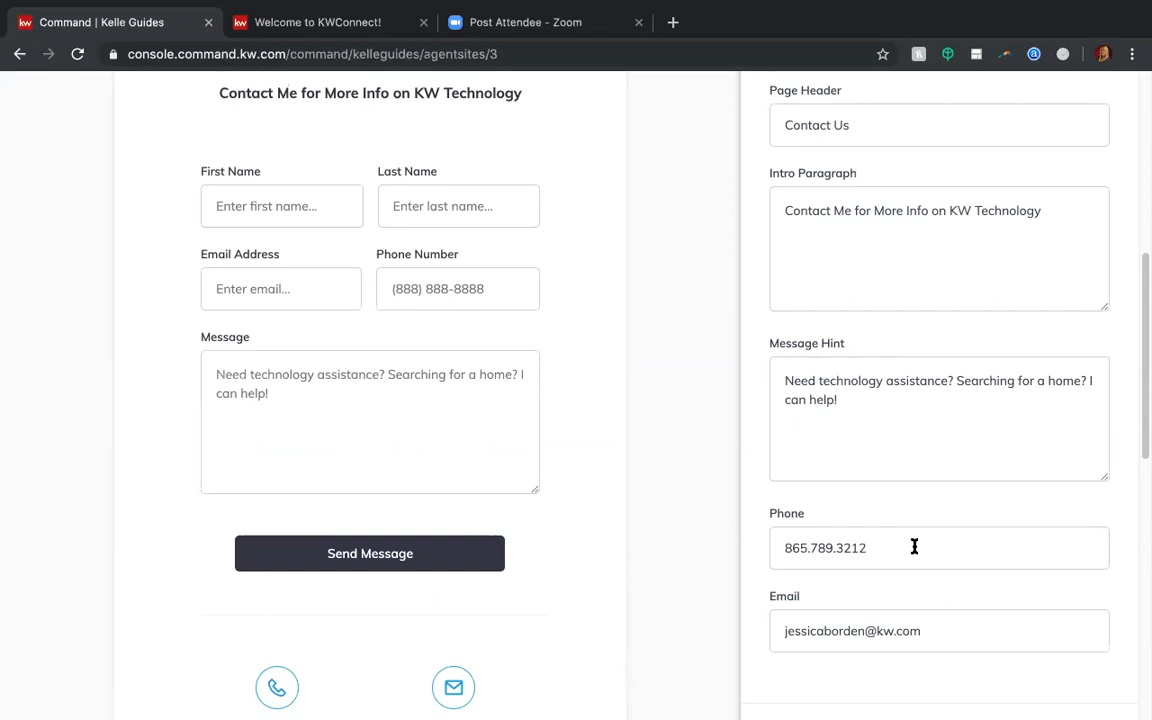 kw Command | Kelle Guides
kw Welcome to KWConnect!
Post Attendee - Zoom
console.command.kw.com/command/kelleguides/agentsites/3
Contact Me for More Info on KW Technology
First Name
Last Name
Enter first name...
Enter last name...
Email Address
Phone Number
Enter email...
(888) 888-8888
Message
Need technology assistance? Searching for a home? I
can help!
Send Message
Page Header
Contact Us
Intro Paragraph
Contact Me for More Info on KW Technology
Message Hint
Need technology assistance? Searching for a home? I
can help!
Phone
865.789.3212
Email
jessicaborden@kw.com